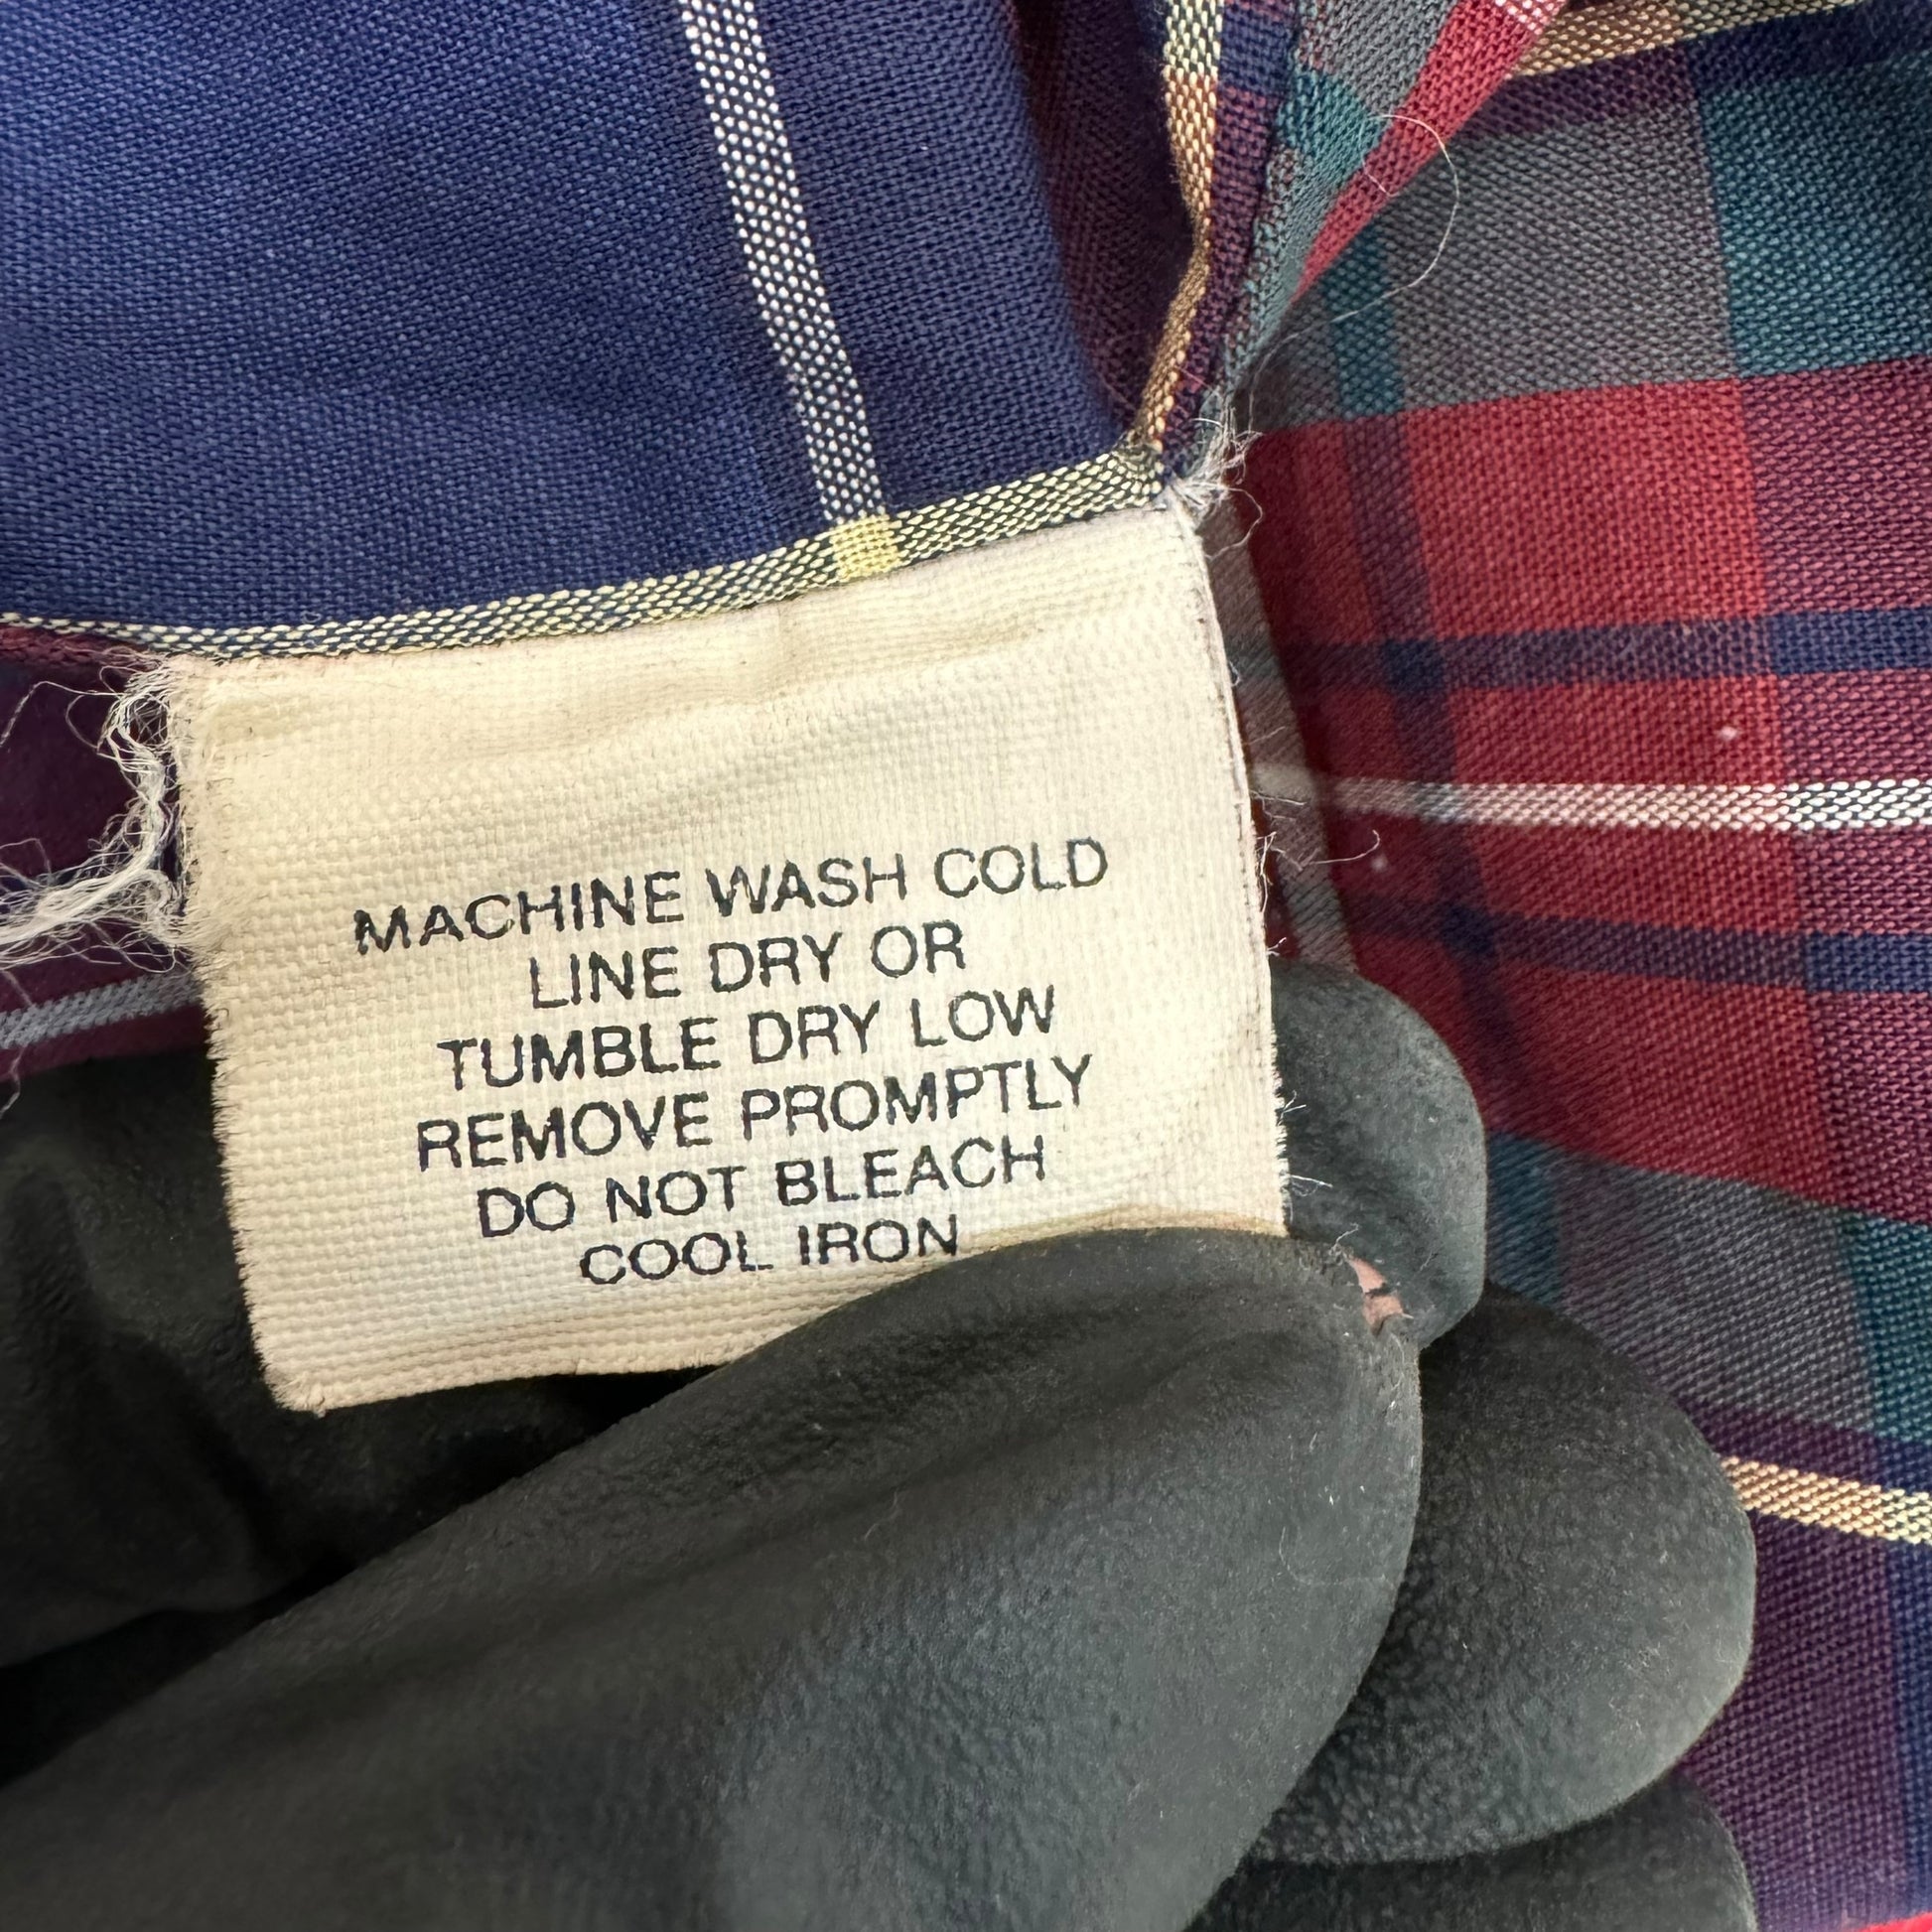 MACHINE WASH COLD
LINE DRY OR
TUMBLE DRY LOW
REMOVE PROMPTLY
DO NOT BLEACH
COOL IRON